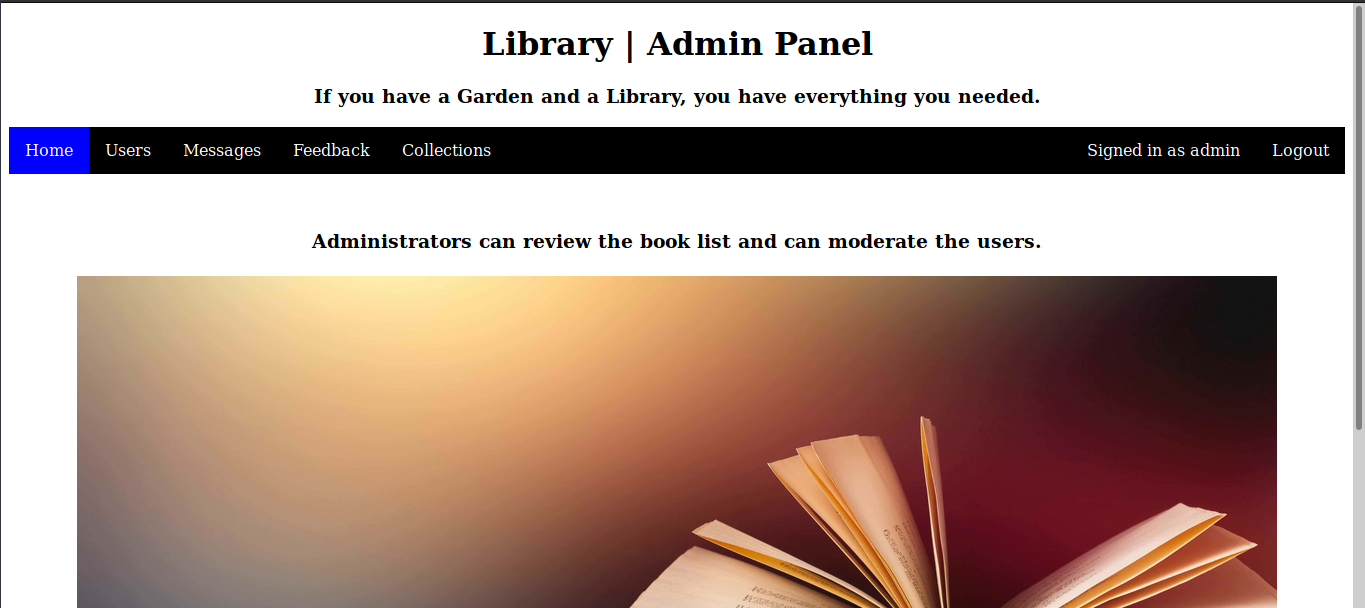 Library | Admin Panel
If you have a Garden and a Library, you have everything you needed.
Home Users Messages Feedback Collections Signed in as admin Logout
Administrators can review the book list and can moderate the users.